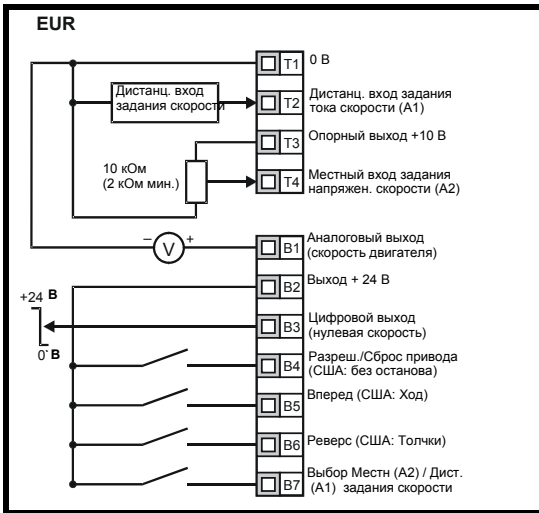 EUR
T1 0 В
Дистанц. вход
задания скорости
T2 Дистанц. вход задания
тока скорости (A1)
T3 Опорный выход +10 В
10 кОм
(2 кОм мин.)
T4 Местный вход задания
напряжен. скорости (A2)
– V +
B1 Аналоговый выход
(скорость двигателя)
B2 Выход + 24 В
+24 В
B3 Цифровой выход
(нулевая скорость)
0 В
B4 Разреш./Сброс привода
(США: без останова)
B5 Вперед (США: Ход)
B6 Реверс (США: Толчки)
B7 Выбор Местн (A2) / Дист.
(A1) задания скорости